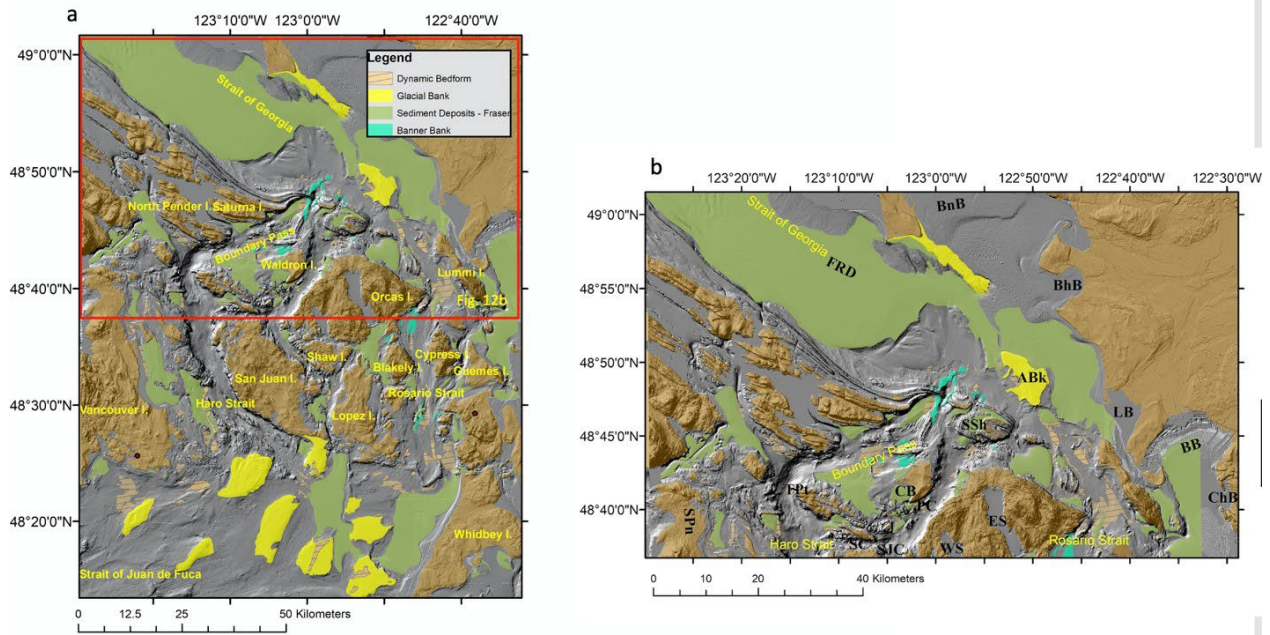 a
123°10'0"W 123°0'0"W 122°40'0"W
49°0'0"N
48°50'0"N
48°40'0"N
48°30'0"N
48°20'0"N
Legend
Dynamic Bedform
Glacial Bank
Sediment Deposits - Fraser
Banner Bank
Strait of Georgia
North Pender I.
Saturna I.
Boundary Pass
Waldron I.
Orcas I.
Lummi I.
Fig. 12b
Shaw I.
Cypress I.
Blakely I.
Guemes I.
San Juan I.
Rosario Strait
Haro Strait
Lopez I.
Vancouver I.
Whidbey I.
Strait of Juan de Fuca
0 12.5 25 50 Kilometers
b
123°20'0"W 123°10'0"W 123°0'0"W 122°50'0"W 122°40'0"W 122°30'0"W
49°0'0"N
48°55'0"N
48°50'0"N
48°45'0"N
48°40'0"N
BnB
Strait of Georgia
FRD
BhB
ABk
LB
SSh
BB
Boundary Pass
TPt
CB
PC
ChB
SPn
ES
Haro Strait
SC
SJC
WS
Rosario Strait
0 10 20 40 Kilometers